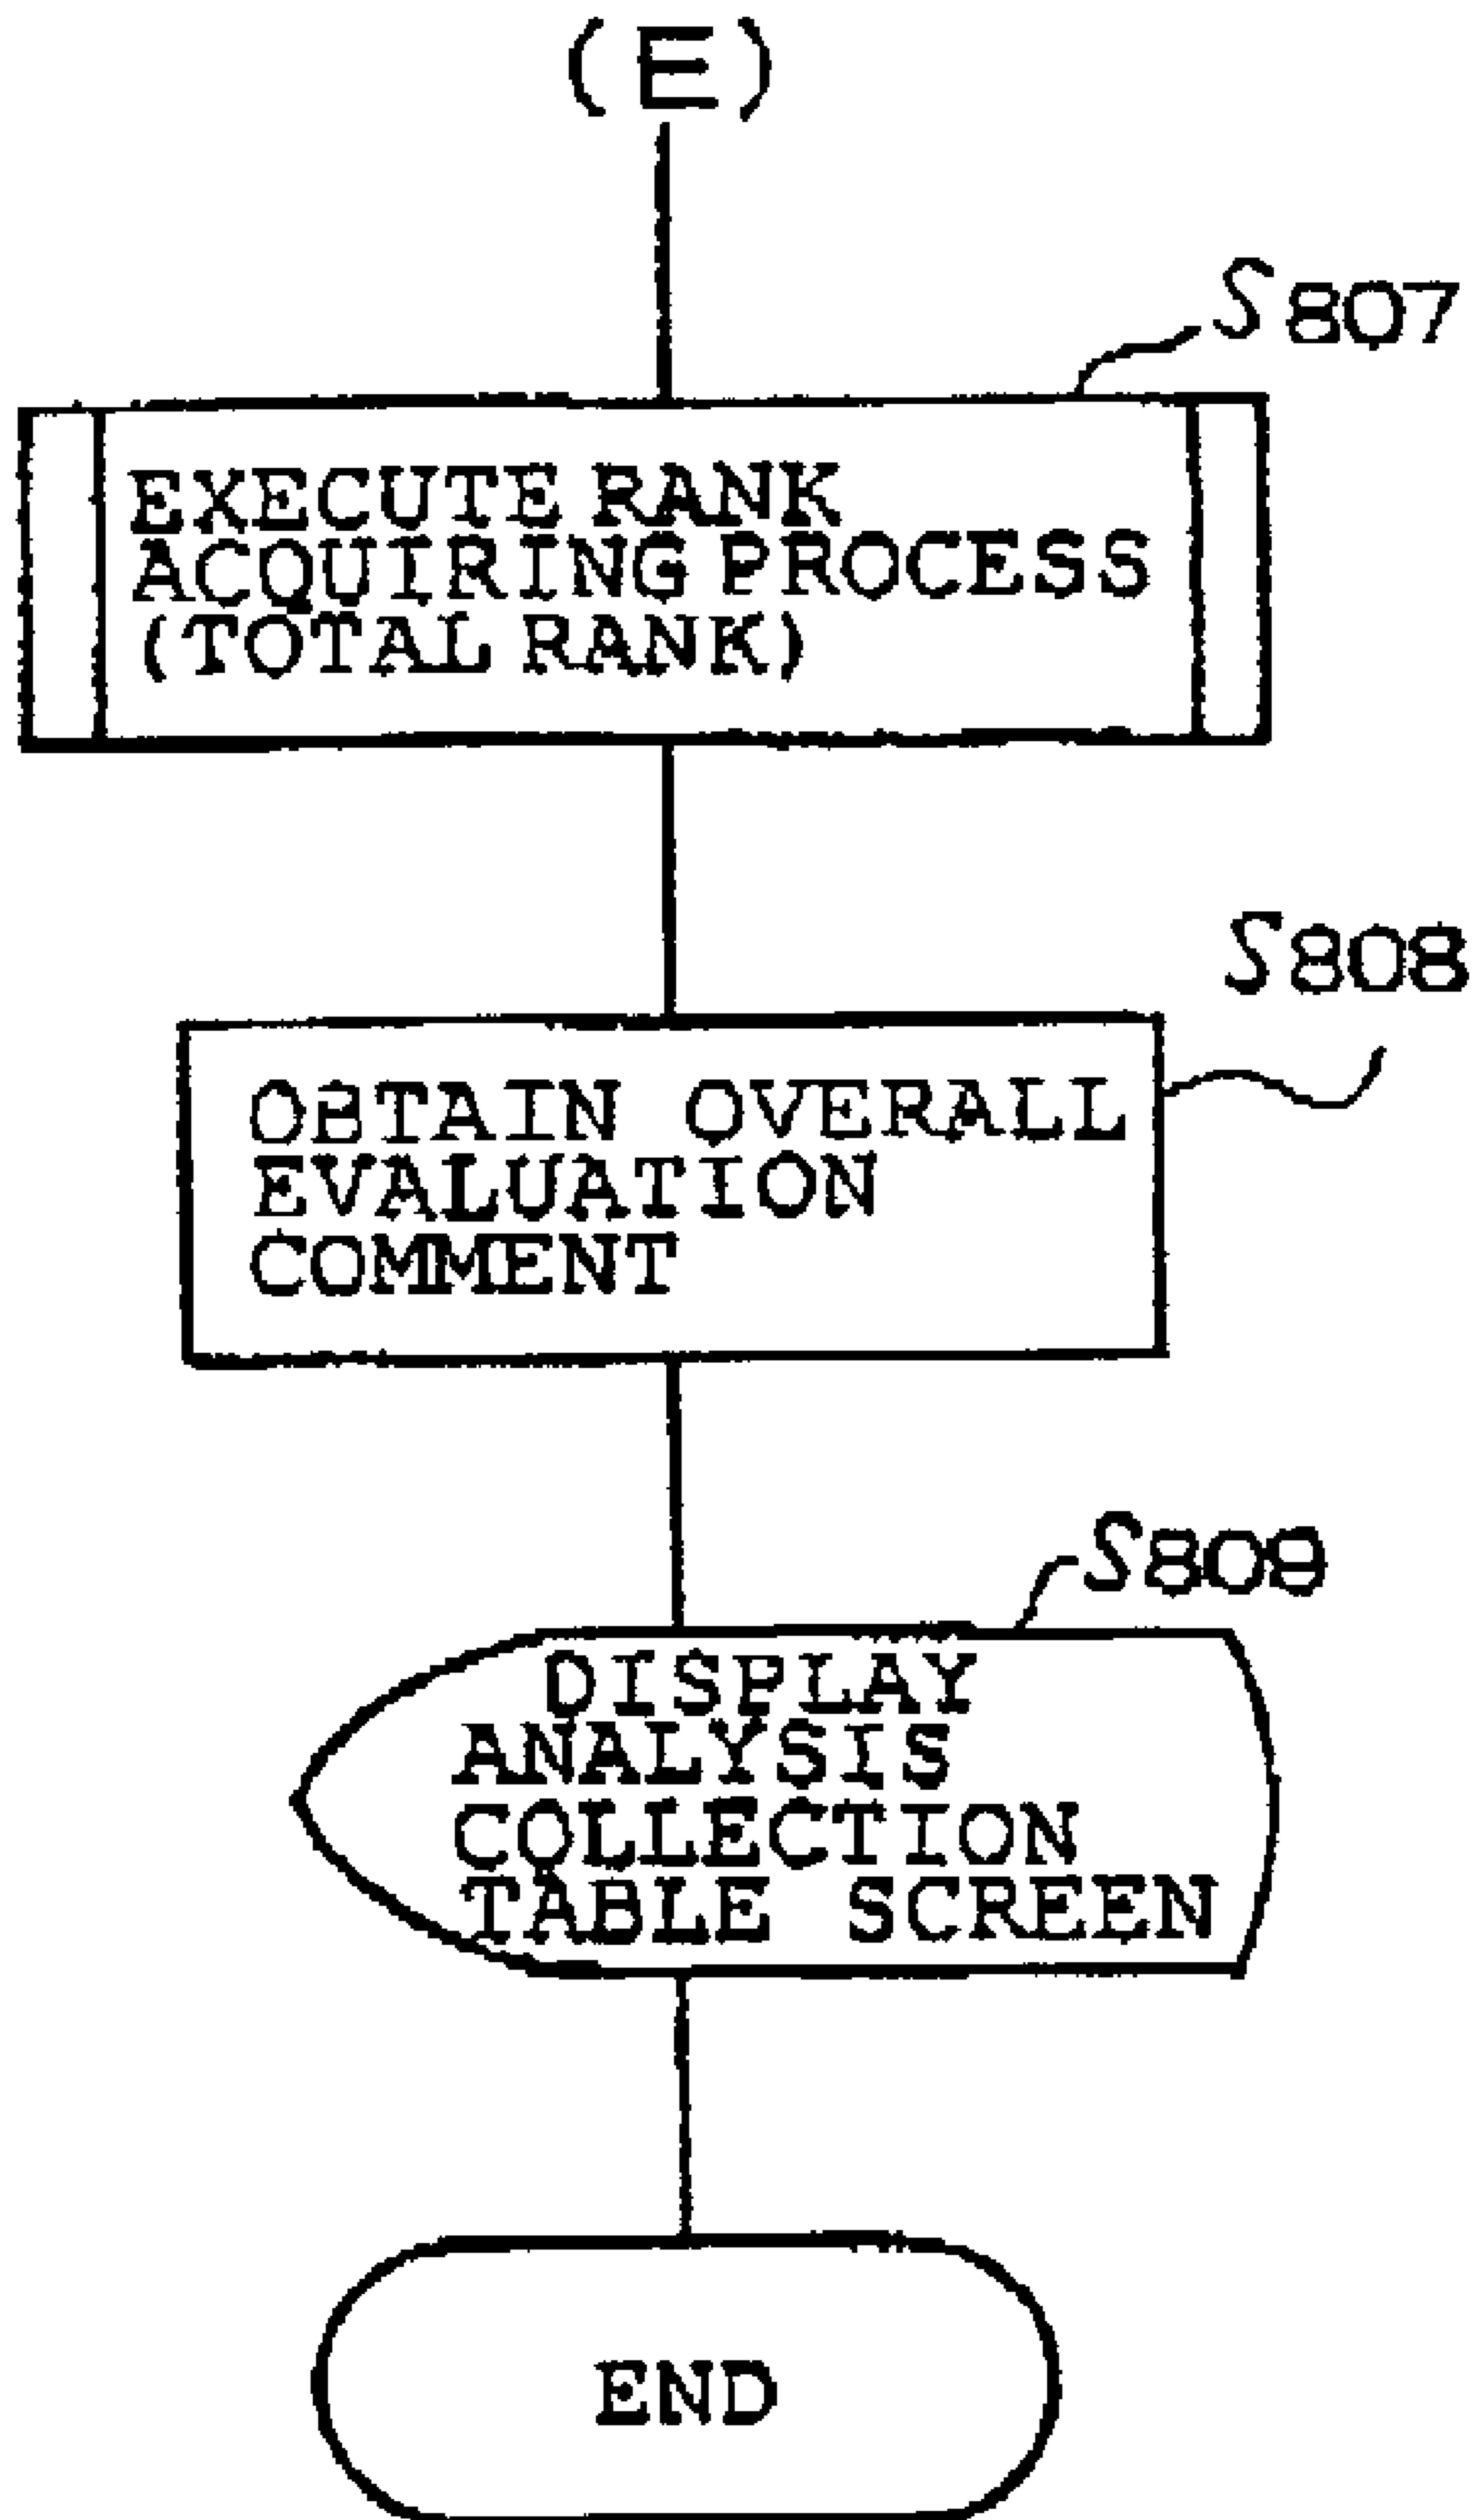 (E)
S807
EXECUTE RANK
ACQUIRING PROCESS
(TOTAL RANK)
S808
OBTAIN OVERALL
EVALUATION
COMMENT
S809
DISPLAY
ANALYSIS
COLLECTION
TABLE SCREEN
END